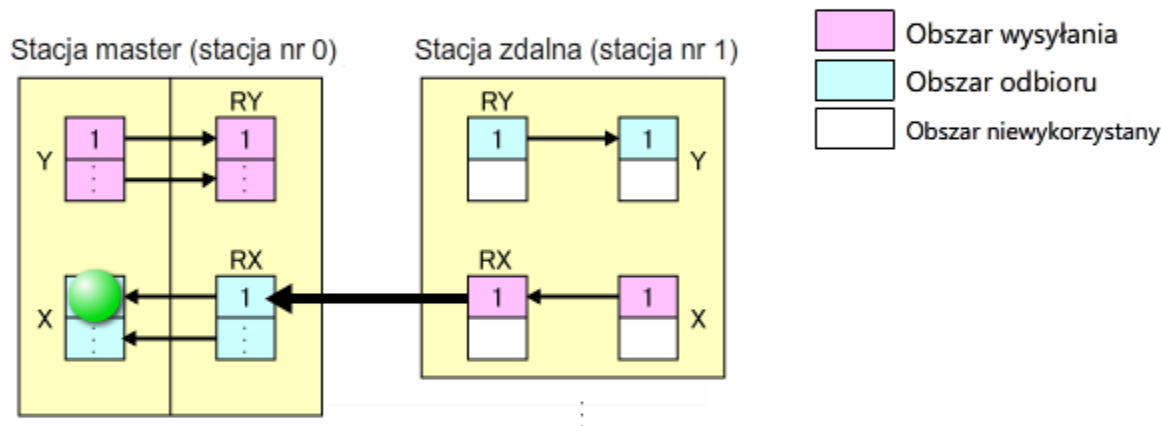 Stacja master (stacja nr 0)
Stacja zdalna (stacja nr 1)
Obszar wysyłania
Obszar odbioru
Obszar niewykorzystany
RY
RY
Y
1
1
1
1
Y
⋮
⋮
RX
RX
X
1
1
1
X
⋮
⋮
⋮